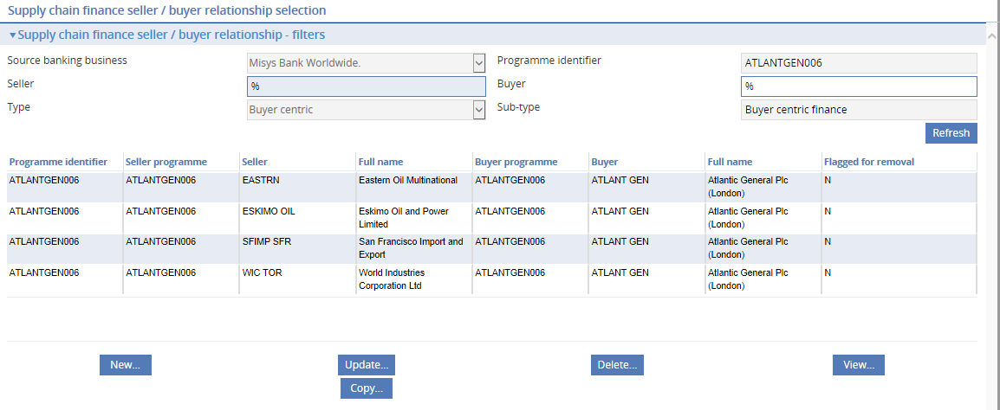 Supply chain finance seller / buyer relationship selection
Supply chain finance seller / buyer relationship - filters
Source banking business Misys Bank Worldwide. Programme identifier ATLANTGEN006
Seller % Buyer %
Type Buyer centric Sub-type Buyer centric finance
Refresh
Programme identifier Seller programme Seller Full name Buyer programme Buyer Full name Flagged for removal
ATLANTGEN006 ATLANTGEN006 EASTRN Eastern Oil Multinational ATLANTGEN006 ATLANT GEN Atlantic General Plc N
(London)
ATLANTGEN006 ATLANTGEN006 ESKIMO OIL Eskimo Oil and Power ATLANTGEN006 ATLANT GEN Atlantic General Plc N
Limited (London)
ATLANTGEN006 ATLANTGEN006 SFIMP SFR San Francisco Import and ATLANTGEN006 ATLANT GEN Atlantic General Plc N
Export (London)
ATLANTGEN006 ATLANTGEN006 WIC TOR World Industries ATLANTGEN006 ATLANT GEN Atlantic General Plc N
Corporation Ltd (London)
New... Update... Delete... View...
Copy...